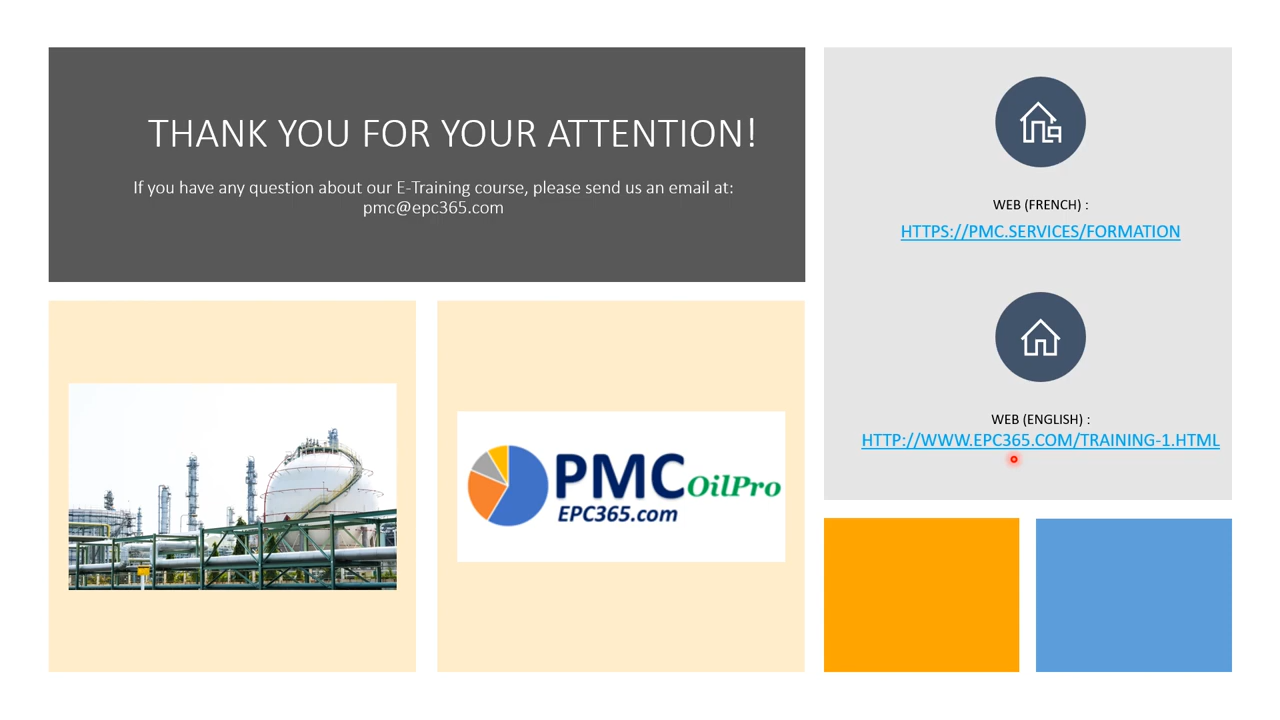 THANK YOU FOR YOUR ATTENTION!
If you have any question about our E-Training course, please send us an email at:
pmc@epc365.com
WEB (FRENCH) :
HTTPS://PMC.SERVICES/FORMATION
WEB (ENGLISH) :
HTTP://WWW.EPC365.COM/TRAINING-1.HTML
PMC OilPro
EPC365.com